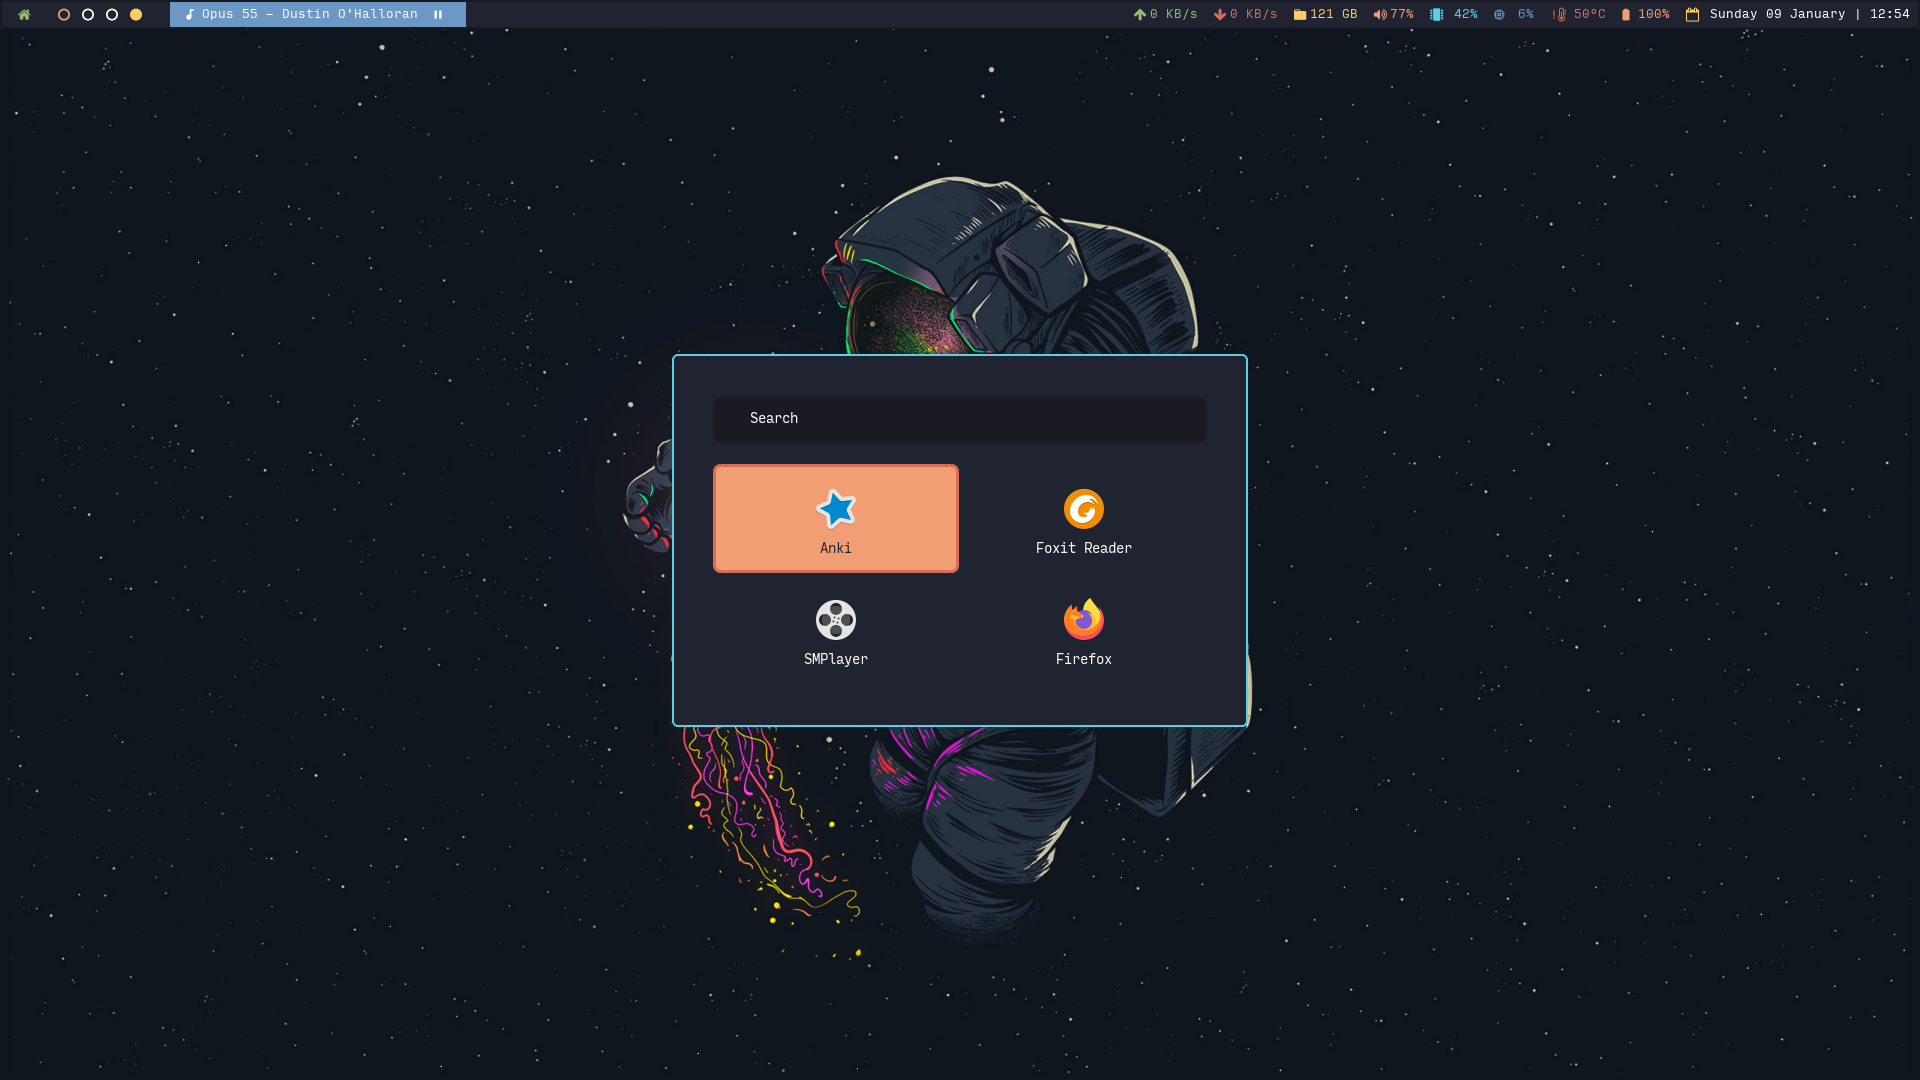 Opus 55 – Dustin O'Halloran
0 KB/s 0 KB/s 121 GB 77% 42% 6% 50°C 100% Sunday 09 January | 12:54
Search
Anki
Foxit Reader
SMPlayer
Firefox